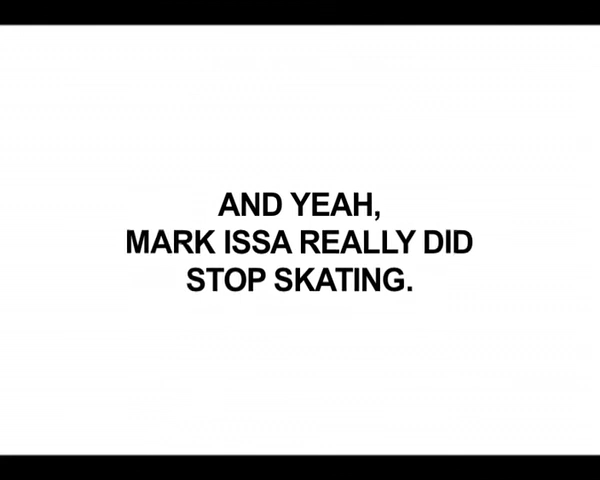 AND YEAH,
MARK ISSA REALLY DID
STOP SKATING.